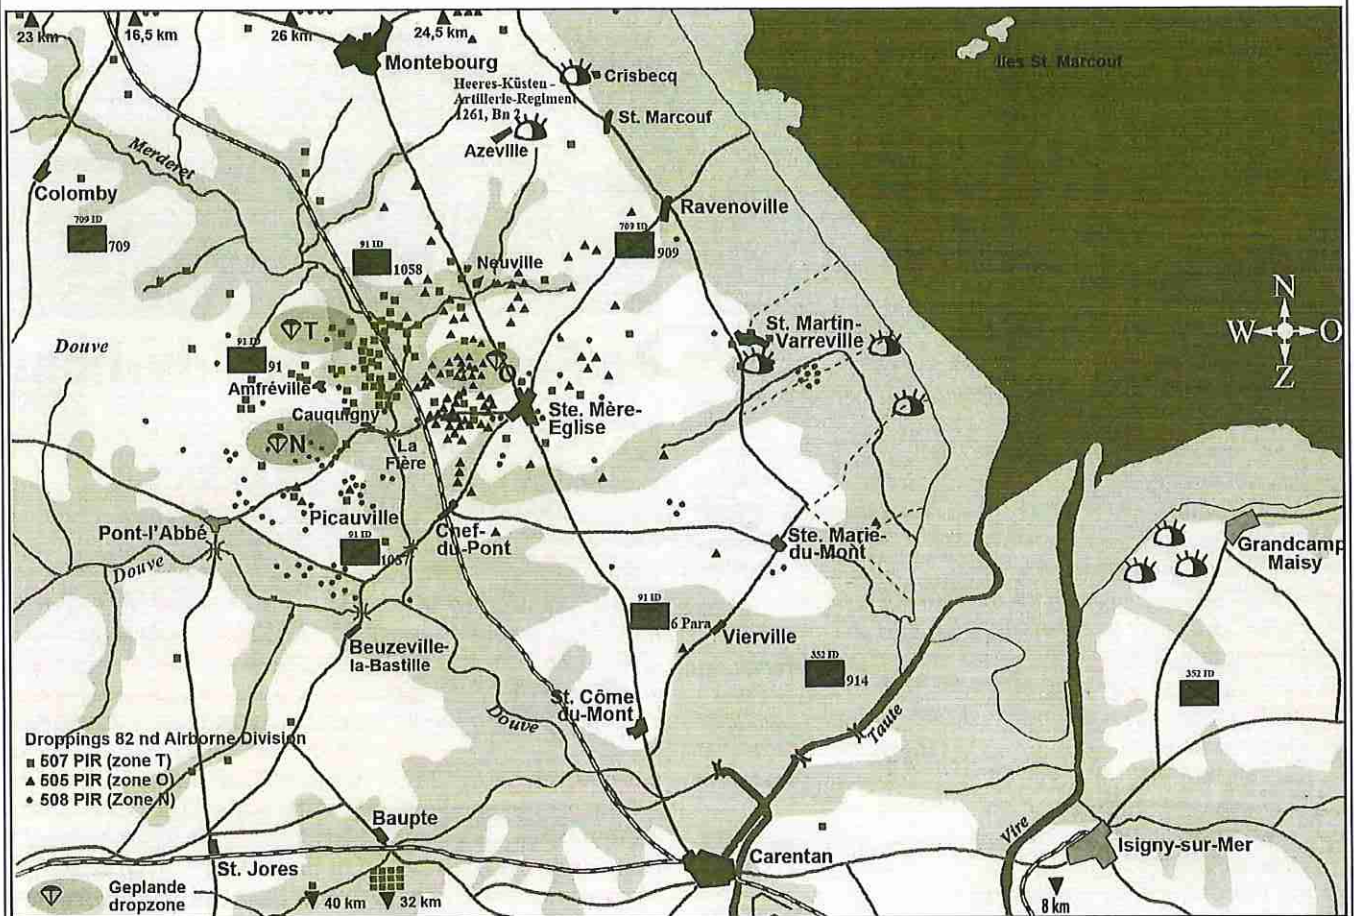 23 km
16,5 km
26 km
24,5 km
Montebourg
Iles St. Marcouf
Crisbecq
Heeres-Küsten -
Artillerie-Regiment
1261, Bn 2
St. Marcouf
Azeville
Merderet
Colomby
Ravenoville
709 ID
709
709 ID
909
91 ID
1058
Neuville
N
W
O
Z
T
St. Martin-
Varreville
Douve
91 ID
91
O
Amfréville
Cauquigny
Ste. Mère-
Eglise
N
La
Fière
Picauville
Pont-l'Abbé
Chef-
du-Pont
Ste. Marie-
du-Mont
Grandcamp
Maisy
91 ID
1057
Douve
91 ID
6 Para
Vierville
Beuzeville-
la-Bastille
352 ID
914
352 ID
St. Côme
du-Mont
Douve
Taute
Droppings 82 nd Airborne Division
507 PIR (zone T)
505 PIR (zone O)
508 PIR (Zone N)
Baupte
Vire
Isigny-sur-Mer
St. Jores
Carentan
Geplande
dropzone
40 km
32 km
8 km